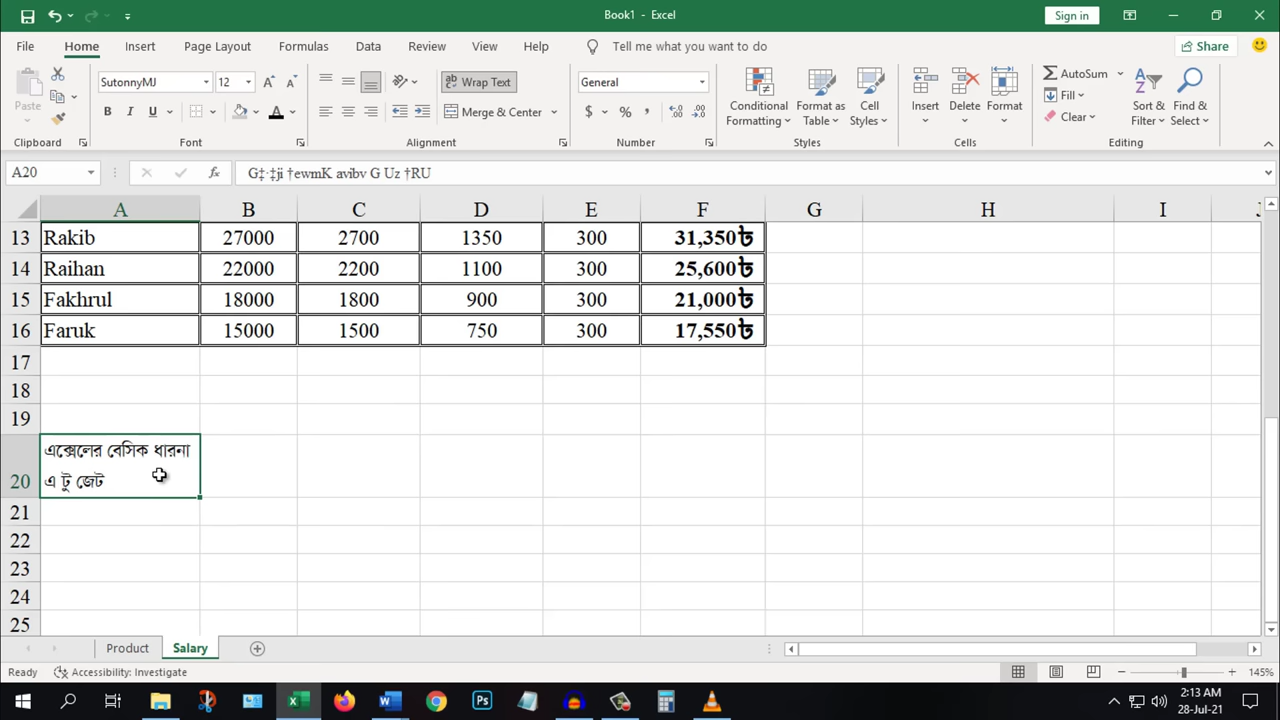 Book1 - Excel
Sign in
File Home Insert Page Layout Formulas Data Review View Help Tell me what you want to do Share
SutonnyMJ 12 Wrap Text General AutoSum
Paste B I U Merge & Center $ % , Conditional Formatting Format as Table Cell Styles Insert Delete Format Fill Clear Sort & Filter Find & Select
Clipboard Font Alignment Number Styles Cells Editing
A20 fx G‡·‡ji †ewmK avibv G Uz †RU
A B C D E F G H I J
13 Rakib 27000 2700 1350 300 31,350৳
14 Raihan 22000 2200 1100 300 25,600৳
15 Fakhrul 18000 1800 900 300 21,000৳
16 Faruk 15000 1500 750 300 17,550৳
17
18
19
এক্সেলের বেসিক ধারনা
20 এ টু জেট
21
22
23
24
25
Product Salary
Ready Accessibility: Investigate 145%
2:13 AM
28-Jul-21